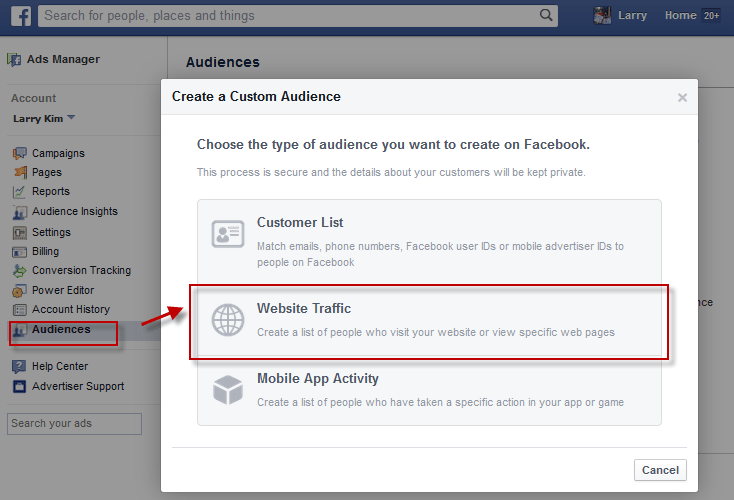 f
Search for people, places and things
Larry
Home 20+
Ads Manager
Account
Larry Kim
Campaigns
Pages
Reports
Audience Insights
Settings
Billing
Conversion Tracking
Power Editor
Account History
Audiences
Help Center
Advertiser Support
Search your ads
Audiences
Create a Custom Audience
×
Choose the type of audience you want to create on Facebook.
This process is secure and the details about your customers will be kept private.
Customer List
Match emails, phone numbers, Facebook user IDs or mobile advertiser IDs to
people on Facebook
Website Traffic
Create a list of people who visit your website or view specific web pages
Mobile App Activity
Create a list of people who have taken a specific action in your app or game
Cancel
nce